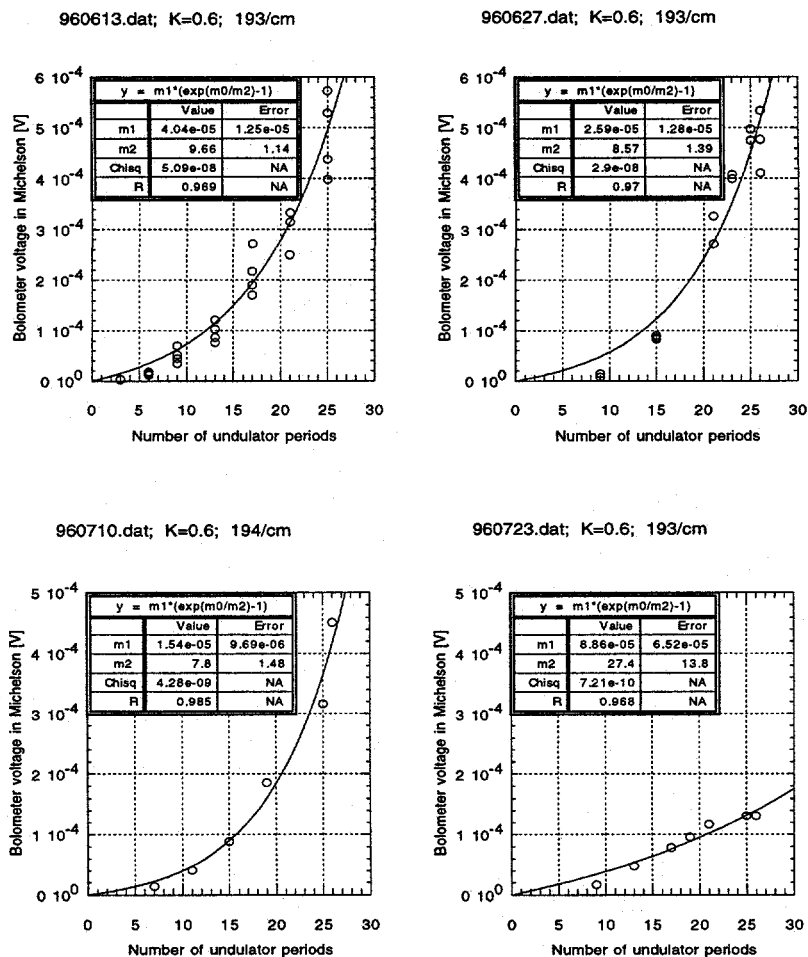 960613.dat; K=0.6; 193/cm
6 10-4
5 10-4
4 10-4
3 10-4
2 10-4
1 10-4
0 100
Bolometer voltage in Michelson [V]
y = m1*(exp(m0/m2)-1)
Value Error
m1 4.04e-05 1.25e-05
m2 9.66 1.14
Chisq 5.09e-08 NA
R 0.969 NA
0 5 10 15 20 25 30
Number of undulator periods
960627.dat; K=0.6; 193/cm
6 10-4
5 10-4
4 10-4
3 10-4
2 10-4
1 10-4
0 100
Bolometer voltage in Michelson [V]
y = m1*(exp(m0/m2)-1)
Value Error
m1 2.59e-05 1.28e-05
m2 8.57 1.39
Chisq 2.9e-08 NA
R 0.97 NA
0 5 10 15 20 25 30
Number of undulator periods
960710.dat; K=0.6; 194/cm
5 10-4
4 10-4
3 10-4
2 10-4
1 10-4
0 100
Bolometer voltage in Michelson [V]
y = m1*(exp(m0/m2)-1)
Value Error
m1 1.54e-05 9.69e-06
m2 7.8 1.48
Chisq 4.28e-09 NA
R 0.985 NA
0 5 10 15 20 25 30
Number of undulator periods
960723.dat; K=0.6; 193/cm
5 10-4
4 10-4
3 10-4
2 10-4
1 10-4
0 100
Bolometer voltage in Michelson [V]
y = m1*(exp(m0/m2)-1)
Value Error
m1 8.86e-05 6.52e-05
m2 27.4 13.8
Chisq 7.21e-10 NA
R 0.968 NA
0 5 10 15 20 25 30
Number of undulator periods